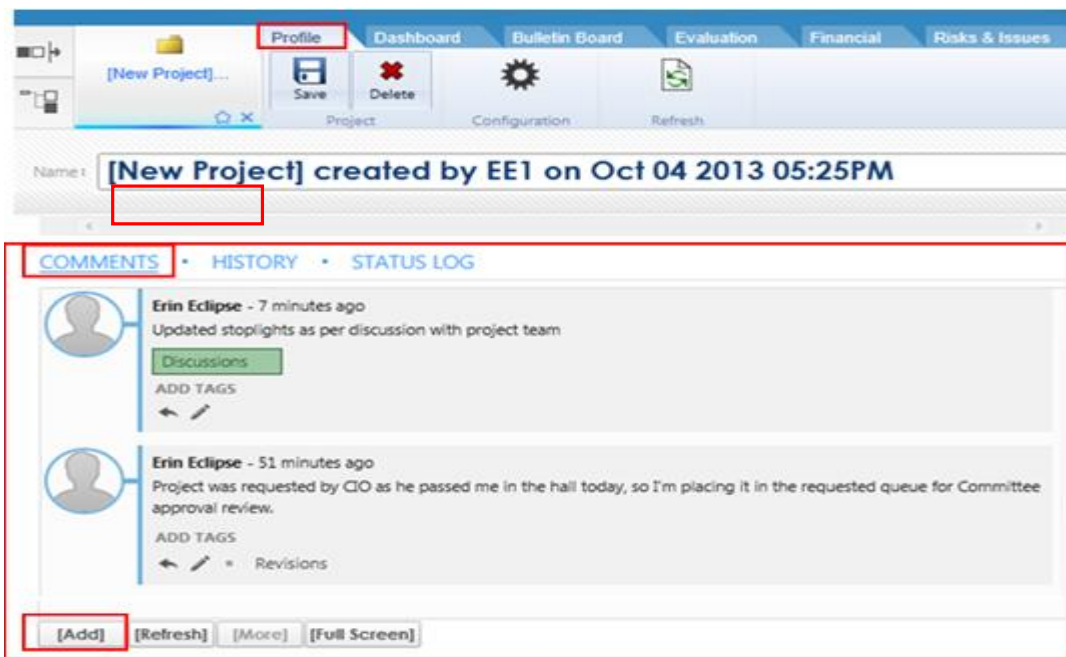 Profile Dashboard Bulletin Board Evaluation Financial Risks & Issues
[New Project]...
Save Delete
Project Configuration Refresh
Name: [New Project] created by EE1 on Oct 04 2013 05:25PM
COMMENTS • HISTORY • STATUS LOG
Erin Eclipse - 7 minutes ago
Updated stoplights as per discussion with project team
Discussions
ADD TAGS
Erin Eclipse - 51 minutes ago
Project was requested by CIO as he passed me in the hall today, so I'm placing it in the requested queue for Committee
approval review.
ADD TAGS
Revisions
[Add] [Refresh] [More] [Full Screen]